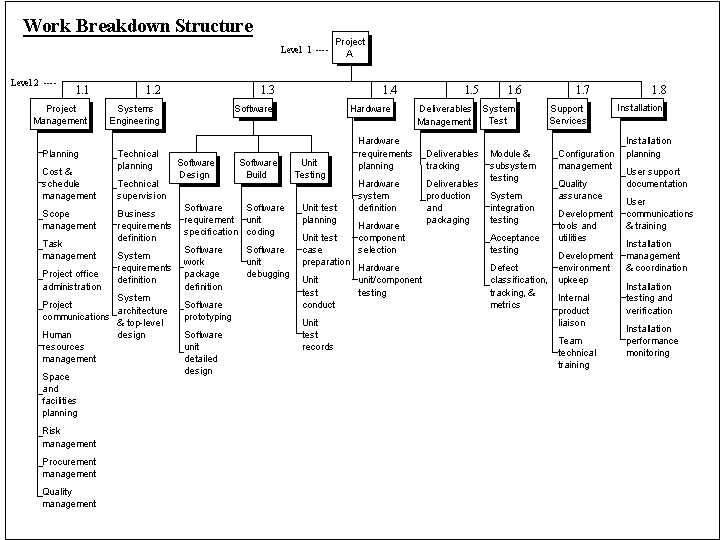 Work Breakdown Structure
Level 1 ----
Project
A
Level 2 ----
1.1
1.2
1.3
1.4
1.5
1.6
1.7
1.8
Project
Management
Systems
Engineering
Software
Hardware
Deliverables
Management
System
Test
Support
Services
Installation
Planning
Cost &
schedule
management
Scope
management
Task
management
Project office
administration
Project
communications
Human
resources
management
Space
and
facilities
planning
Risk
management
Procurement
management
Quality
management
Technical
planning
Technical
supervision
Business
requirements
definition
System
requirements
definition
System
architecture
& top-level
design
Software
Design
Software
requirement
specification
Software
work
package
definition
Software
prototyping
Software
unit
detailed
design
Software
Build
Software
unit
coding
Software
unit
debugging
Unit
Testing
Unit test
planning
Unit test
case
preparation
Unit
test
conduct
Unit
test
records
Hardware
requirements
planning
Hardware
system
definition
Hardware
component
selection
Hardware
unit/component
testing
Deliverables
tracking
Deliverables
production
and
packaging
Module &
subsystem
testing
System
integration
testing
Acceptance
testing
Defect
classification,
tracking, &
metrics
Configuration
management
Quality
assurance
Development
tools and
utilities
Development
environment
upkeep
Internal
product
liaison
Team
technical
training
Installation
planning
User support
documentation
User
communications
& training
Installation
management
& coordination
Installation
testing and
verification
Installation
performance
monitoring